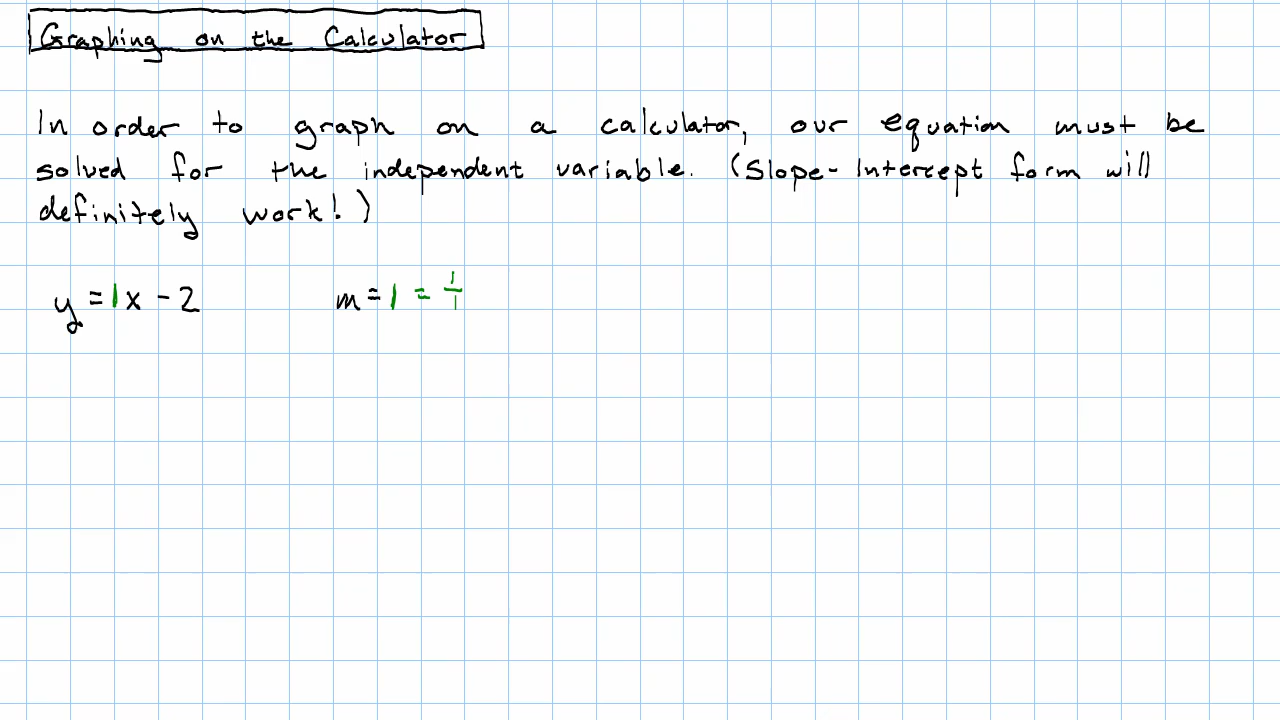 Graphing on the Calculator
In order to graph on a calculator, our equation must be
solved for the independent variable. (Slope-Intercept form will
definitely work!)
y = 1x - 2    m = 1 = 1/1